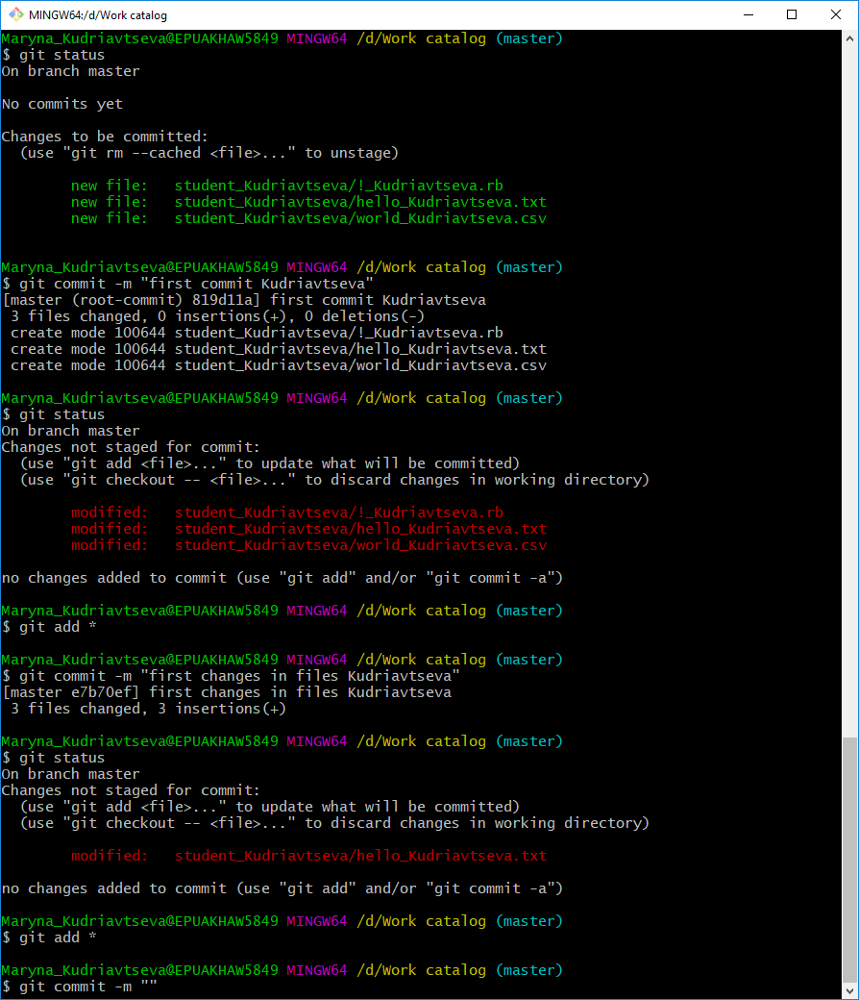 MINGW64:/d/Work catalog
Maryna_Kudriavtseva@EPUAKHAW5849 MINGW64 /d/Work catalog (master)
$ git status
On branch master
No commits yet
Changes to be committed:
  (use "git rm --cached <file>..." to unstage)
        new file:   student_Kudriavtseva/!_Kudriavtseva.rb
        new file:   student_Kudriavtseva/hello_Kudriavtseva.txt
        new file:   student_Kudriavtseva/world_Kudriavtseva.csv
Maryna_Kudriavtseva@EPUAKHAW5849 MINGW64 /d/Work catalog (master)
$ git commit -m "first commit Kudriavtseva"
[master (root-commit) 819d11a] first commit Kudriavtseva
 3 files changed, 0 insertions(+), 0 deletions(-)
 create mode 100644 student_Kudriavtseva/!_Kudriavtseva.rb
 create mode 100644 student_Kudriavtseva/hello_Kudriavtseva.txt
 create mode 100644 student_Kudriavtseva/world_Kudriavtseva.csv
Maryna_Kudriavtseva@EPUAKHAW5849 MINGW64 /d/Work catalog (master)
$ git status
On branch master
Changes not staged for commit:
  (use "git add <file>..." to update what will be committed)
  (use "git checkout -- <file>..." to discard changes in working directory)
        modified:   student_Kudriavtseva/!_Kudriavtseva.rb
        modified:   student_Kudriavtseva/hello_Kudriavtseva.txt
        modified:   student_Kudriavtseva/world_Kudriavtseva.csv
no changes added to commit (use "git add" and/or "git commit -a")
Maryna_Kudriavtseva@EPUAKHAW5849 MINGW64 /d/Work catalog (master)
$ git add *
Maryna_Kudriavtseva@EPUAKHAW5849 MINGW64 /d/Work catalog (master)
$ git commit -m "first changes in files Kudriavtseva"
[master e7b70ef] first changes in files Kudriavtseva
 3 files changed, 3 insertions(+)
Maryna_Kudriavtseva@EPUAKHAW5849 MINGW64 /d/Work catalog (master)
$ git status
On branch master
Changes not staged for commit:
  (use "git add <file>..." to update what will be committed)
  (use "git checkout -- <file>..." to discard changes in working directory)
        modified:   student_Kudriavtseva/hello_Kudriavtseva.txt
no changes added to commit (use "git add" and/or "git commit -a")
Maryna_Kudriavtseva@EPUAKHAW5849 MINGW64 /d/Work catalog (master)
$ git add *
Maryna_Kudriavtseva@EPUAKHAW5849 MINGW64 /d/Work catalog (master)
$ git commit -m ""